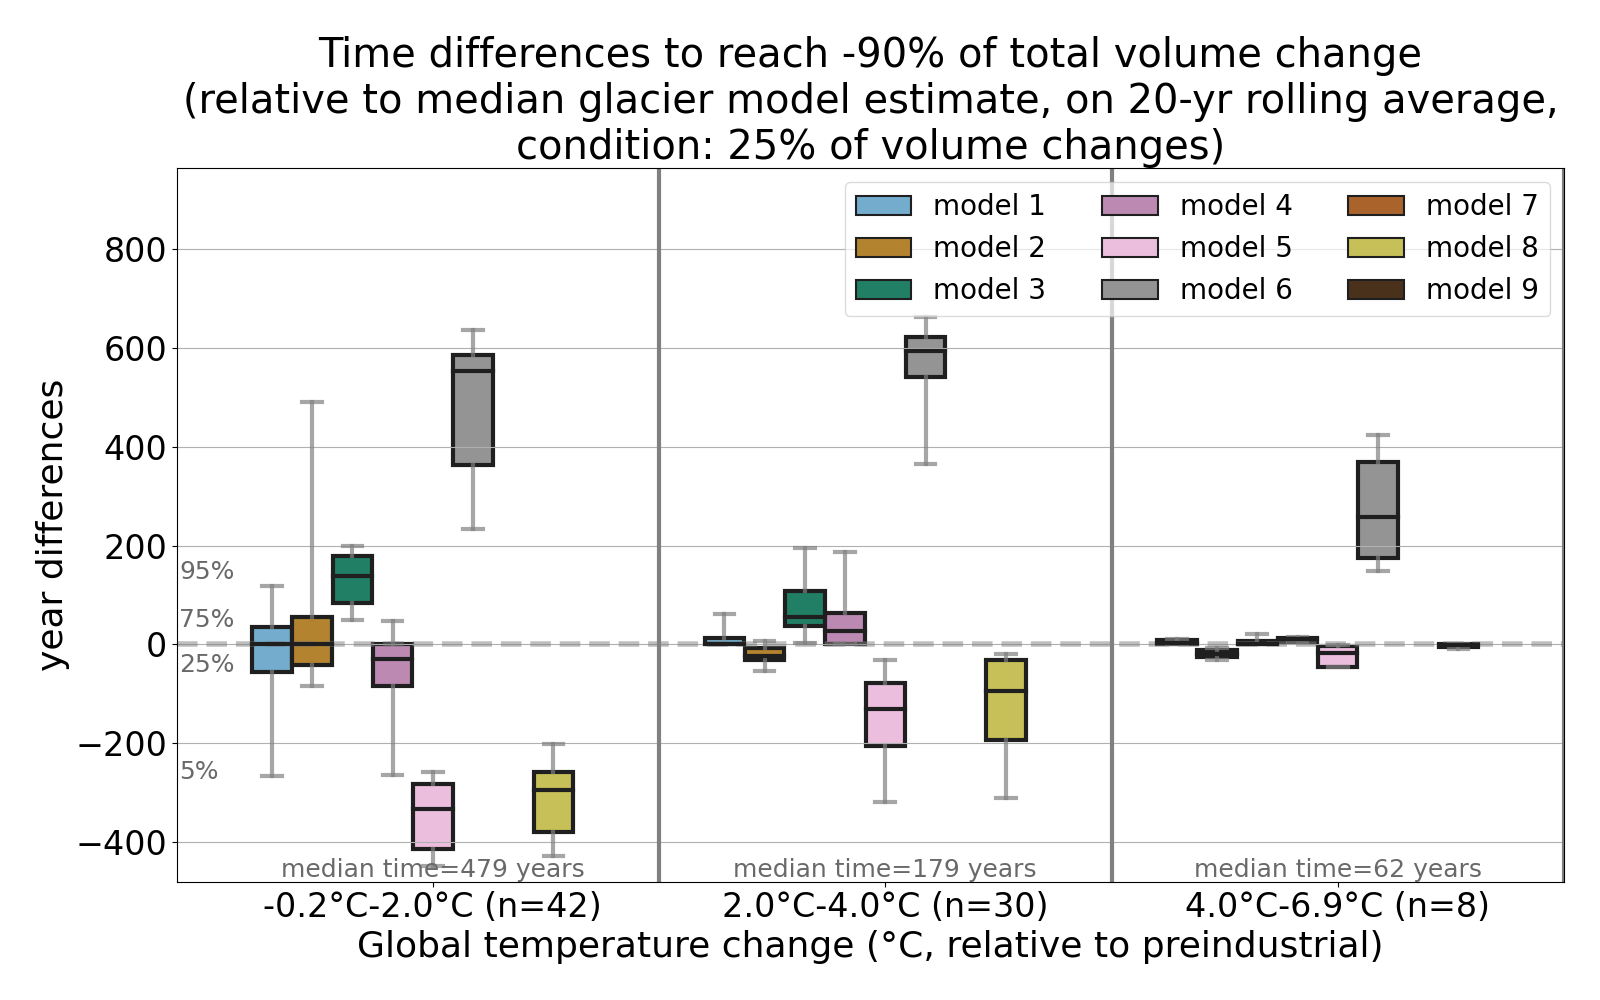 Time differences to reach -90% of total volume change
(relative to median glacier model estimate, on 20-yr rolling average,
condition: 25% of volume changes)
model 1
model 2
model 3
model 4
model 5
model 6
model 7
model 8
model 9
year differences
800
600
400
200
0
−200
−400
95%
75%
25%
5%
median time=479 years
median time=179 years
median time=62 years
-0.2°C-2.0°C (n=42)
2.0°C-4.0°C (n=30)
4.0°C-6.9°C (n=8)
Global temperature change (°C, relative to preindustrial)